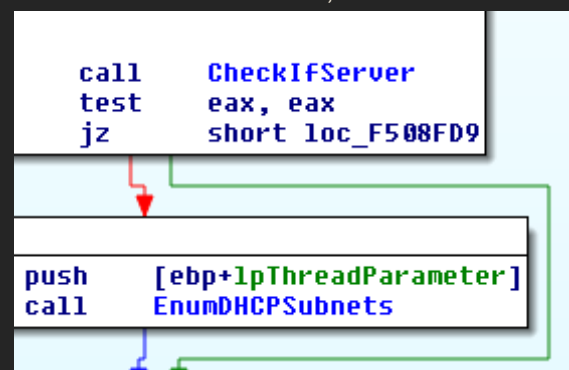 call CheckIfServer
test eax, eax
jz short loc_F508FD9
push [ebp+lpThreadParameter]
call EnumDHCPSubnets